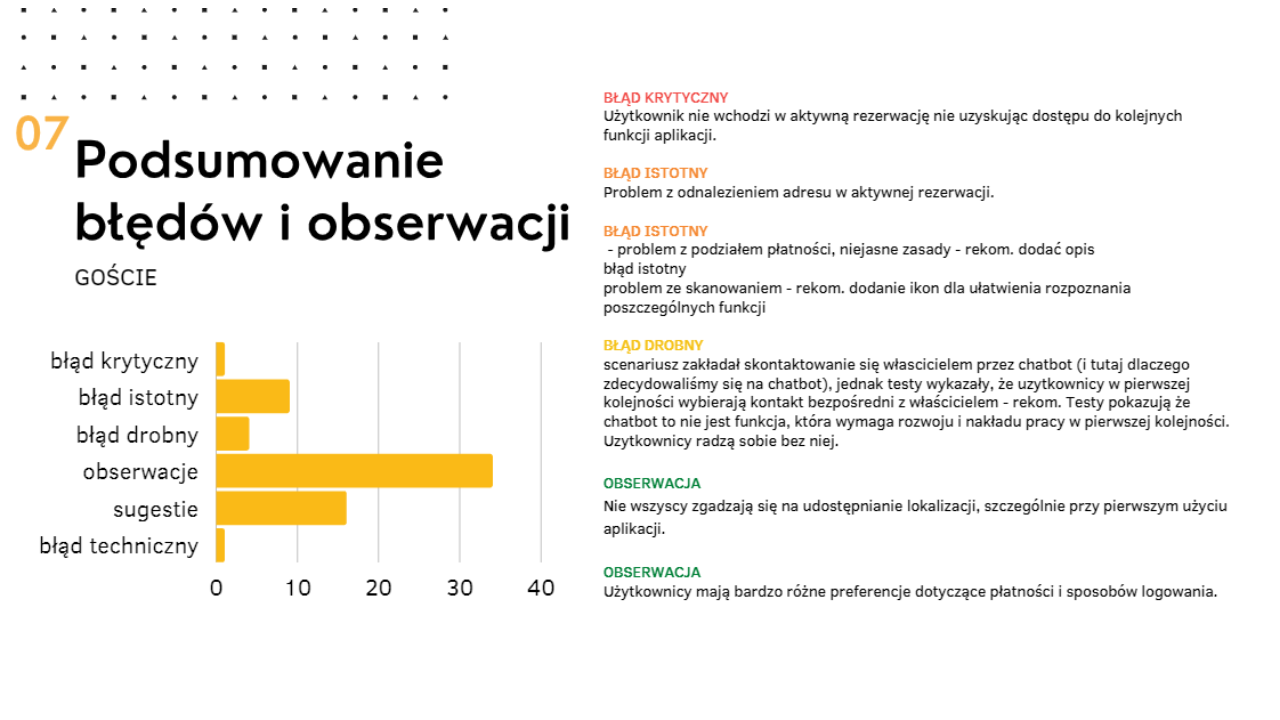 07
Podsumowanie
błędów i obserwacji
GOŚCIE
błąd krytyczny
błąd istotny
błąd drobny
obserwacje
sugestie
błąd techniczny
0 10 20 30 40
BŁĄD KRYTYCZNY
Użytkownik nie wchodzi w aktywną rezerwację nie uzyskując dostępu do kolejnych
funkcji aplikacji.
BŁĄD ISTOTNY
Problem z odnalezieniem adresu w aktywnej rezerwacji.
BŁĄD ISTOTNY
- problem z podziałem płatności, niejasne zasady - rekom. dodać opis
błąd istotny
problem ze skanowaniem - rekom. dodanie ikon dla ułatwienia rozpoznania
poszczególnych funkcji
BŁĄD DROBNY
scenariusz zakładał skontaktowanie się włascicielem przez chatbot (i tutaj dlaczego
zdecydowaliśmy się na chatbot), jednak testy wykazały, że uzytkownicy w pierwszej
kolejności wybierają kontakt bezpośredni z właścicielem - rekom. Testy pokazują że
chatbot to nie jest funkcja, która wymaga rozwoju i nakładu pracy w pierwszej kolejności.
Uzytkownicy radzą sobie bez niej.
OBSERWACJA
Nie wszyscy zgadzają się na udostępnianie lokalizacji, szczególnie przy pierwszym użyciu
aplikacji.
OBSERWACJA
Użytkownicy mają bardzo różne preferencje dotyczące płatności i sposobów logowania.